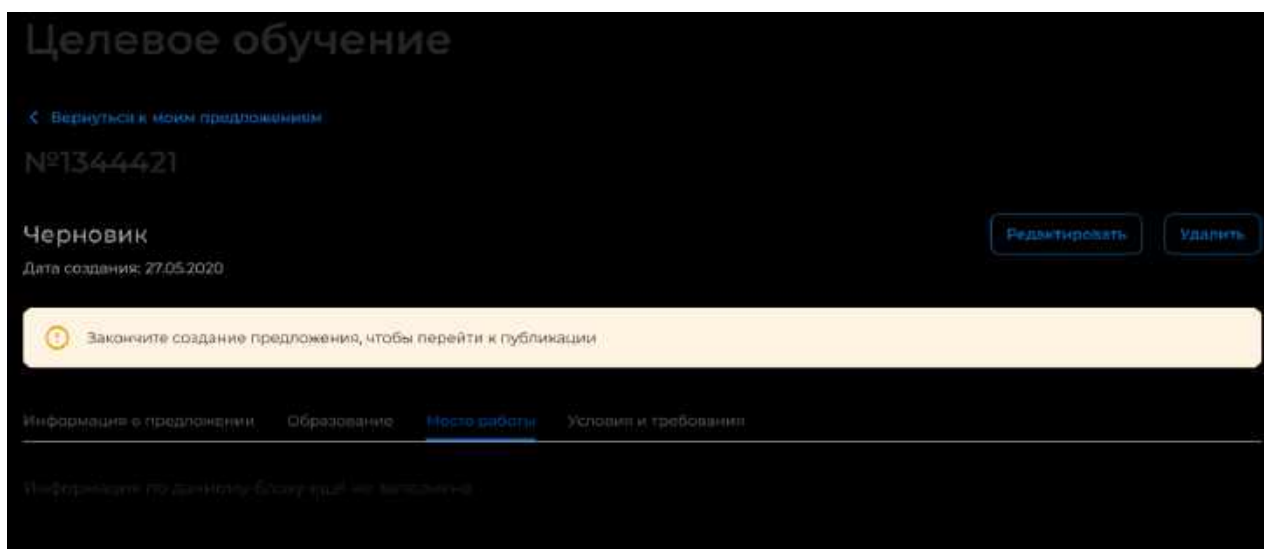 Целевое обучение
Вернуться к моим предложениям
№1344421
Черновик
Редактировать Удалить
Дата создания: 27.05.2020
Закончите создание предложения, чтобы перейти к публикации
Информация о предложении Образование Место работы Условия и требования
Информация по данному блоку ещё не заполнена